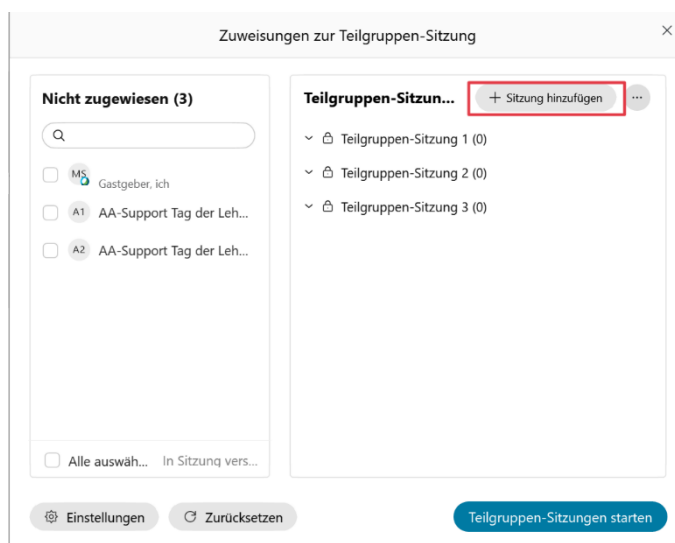 Zuweisungen zur Teilgruppen-Sitzung
Nicht zugewiesen (3)
MS
Gastgeber, ich
A1 AA-Support Tag der Leh...
A2 AA-Support Tag der Leh...
Alle auswäh... In Sitzung vers...
Teilgruppen-Sitzun... + Sitzung hinzufügen ...
Teilgruppen-Sitzung 1 (0)
Teilgruppen-Sitzung 2 (0)
Teilgruppen-Sitzung 3 (0)
Einstellungen Zurücksetzen Teilgruppen-Sitzungen starten